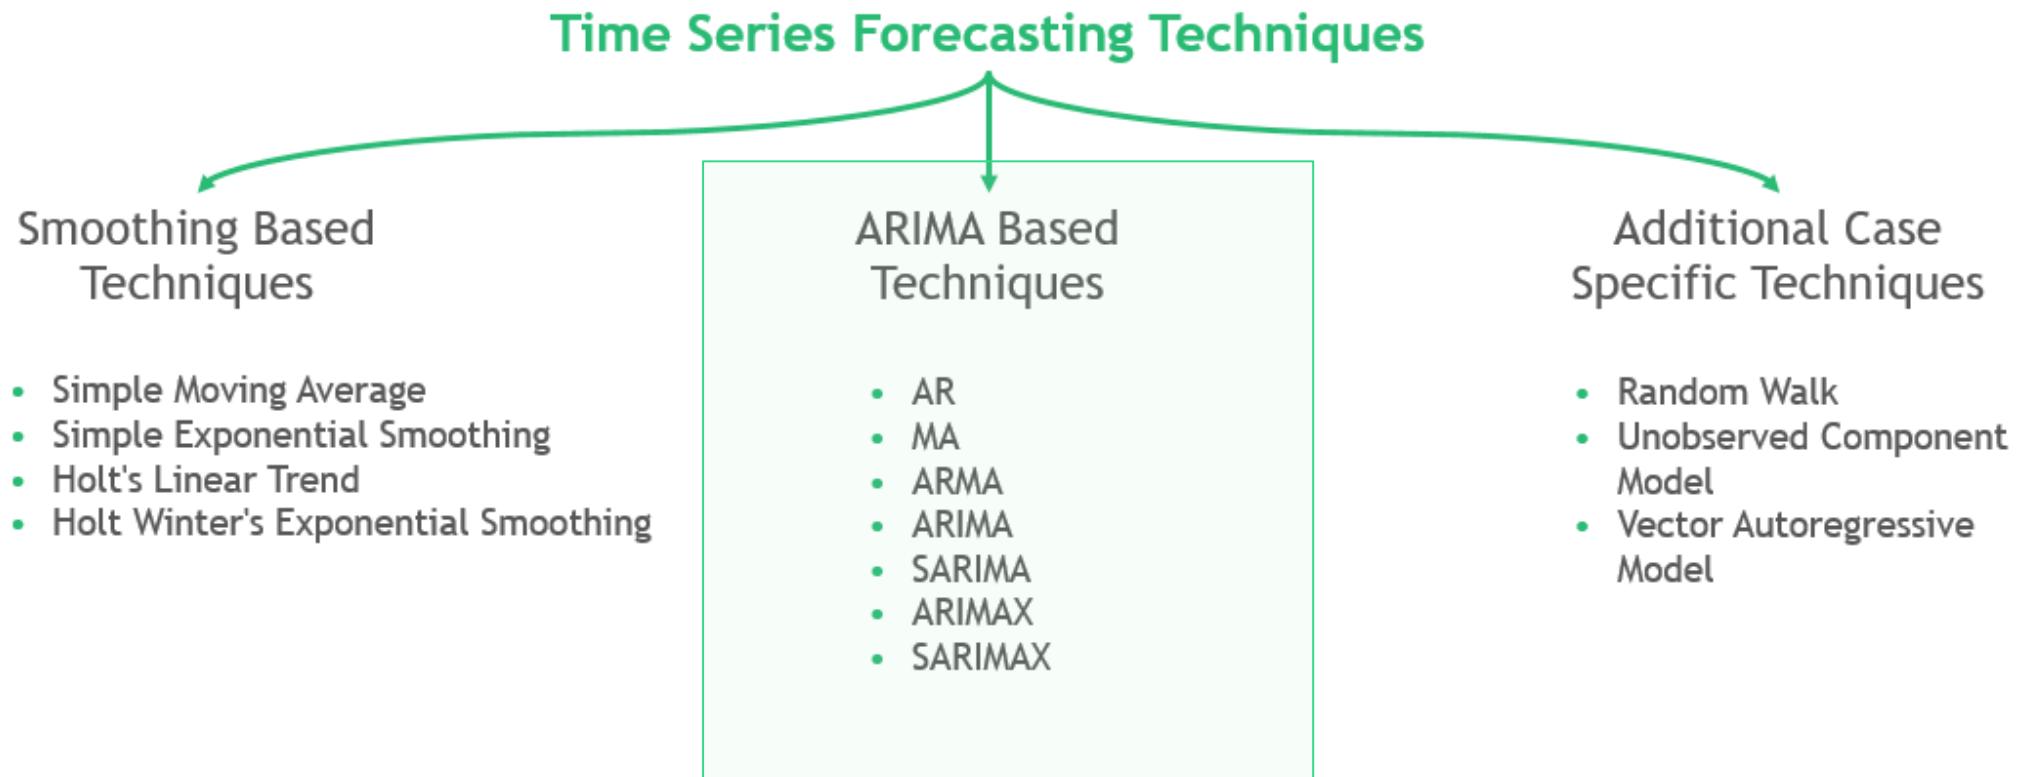 Time Series Forecasting Techniques
Smoothing Based
Techniques
• Simple Moving Average
• Simple Exponential Smoothing
• Holt's Linear Trend
• Holt Winter's Exponential Smoothing
ARIMA Based
Techniques
• AR
• MA
• ARMA
• ARIMA
• SARIMA
• ARIMAX
• SARIMAX
Additional Case
Specific Techniques
• Random Walk
• Unobserved Component
Model
• Vector Autoregressive
Model